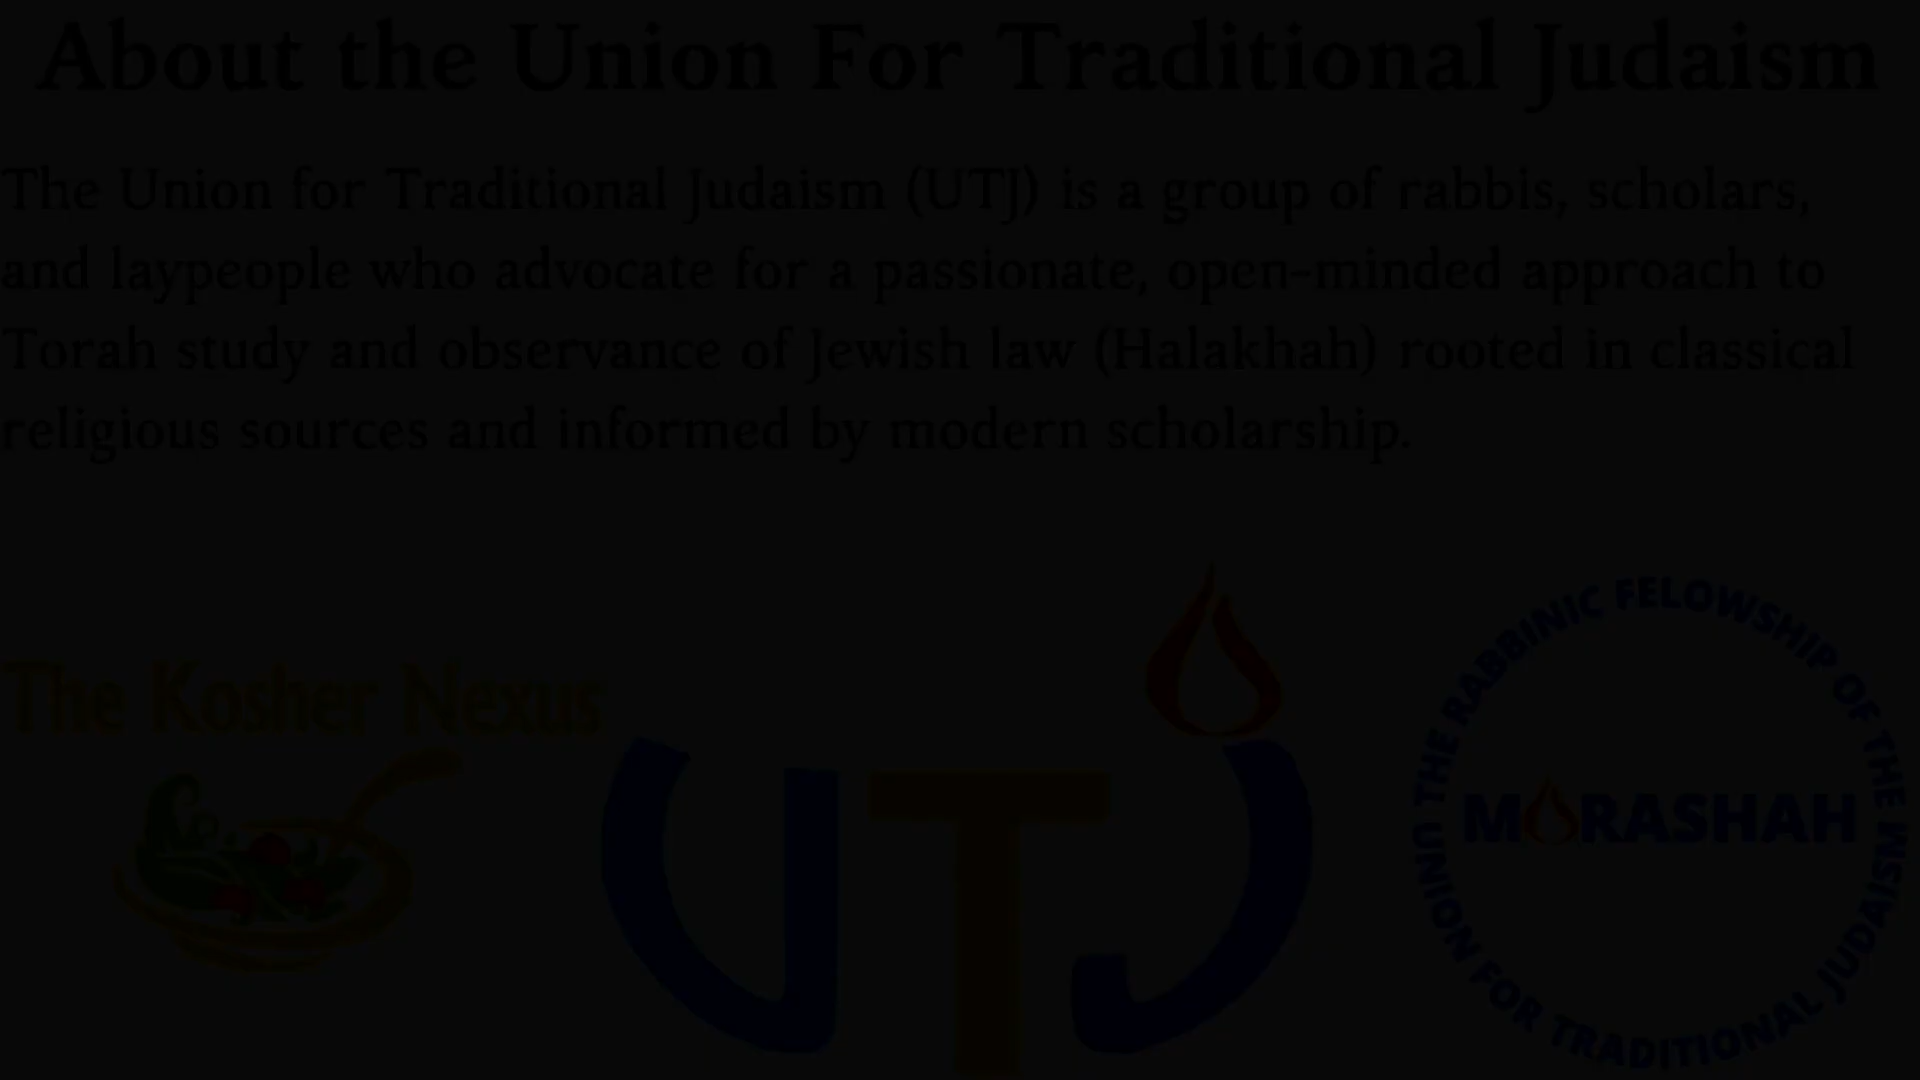 About the Union For Traditional Judaism
The Union for Traditional Judaism (UTJ) is a group of rabbis, scholars,
and laypeople who advocate for a passionate, open-minded approach to
Torah study and observance of Jewish law (Halakhah) rooted in classical
religious sources and informed by modern scholarship.
The Kosher Nexus
UTJ
THE RABBINIC FELOWSHIP OF THE
MORASHAH
UNION FOR TRADITIONAL JUDAISM